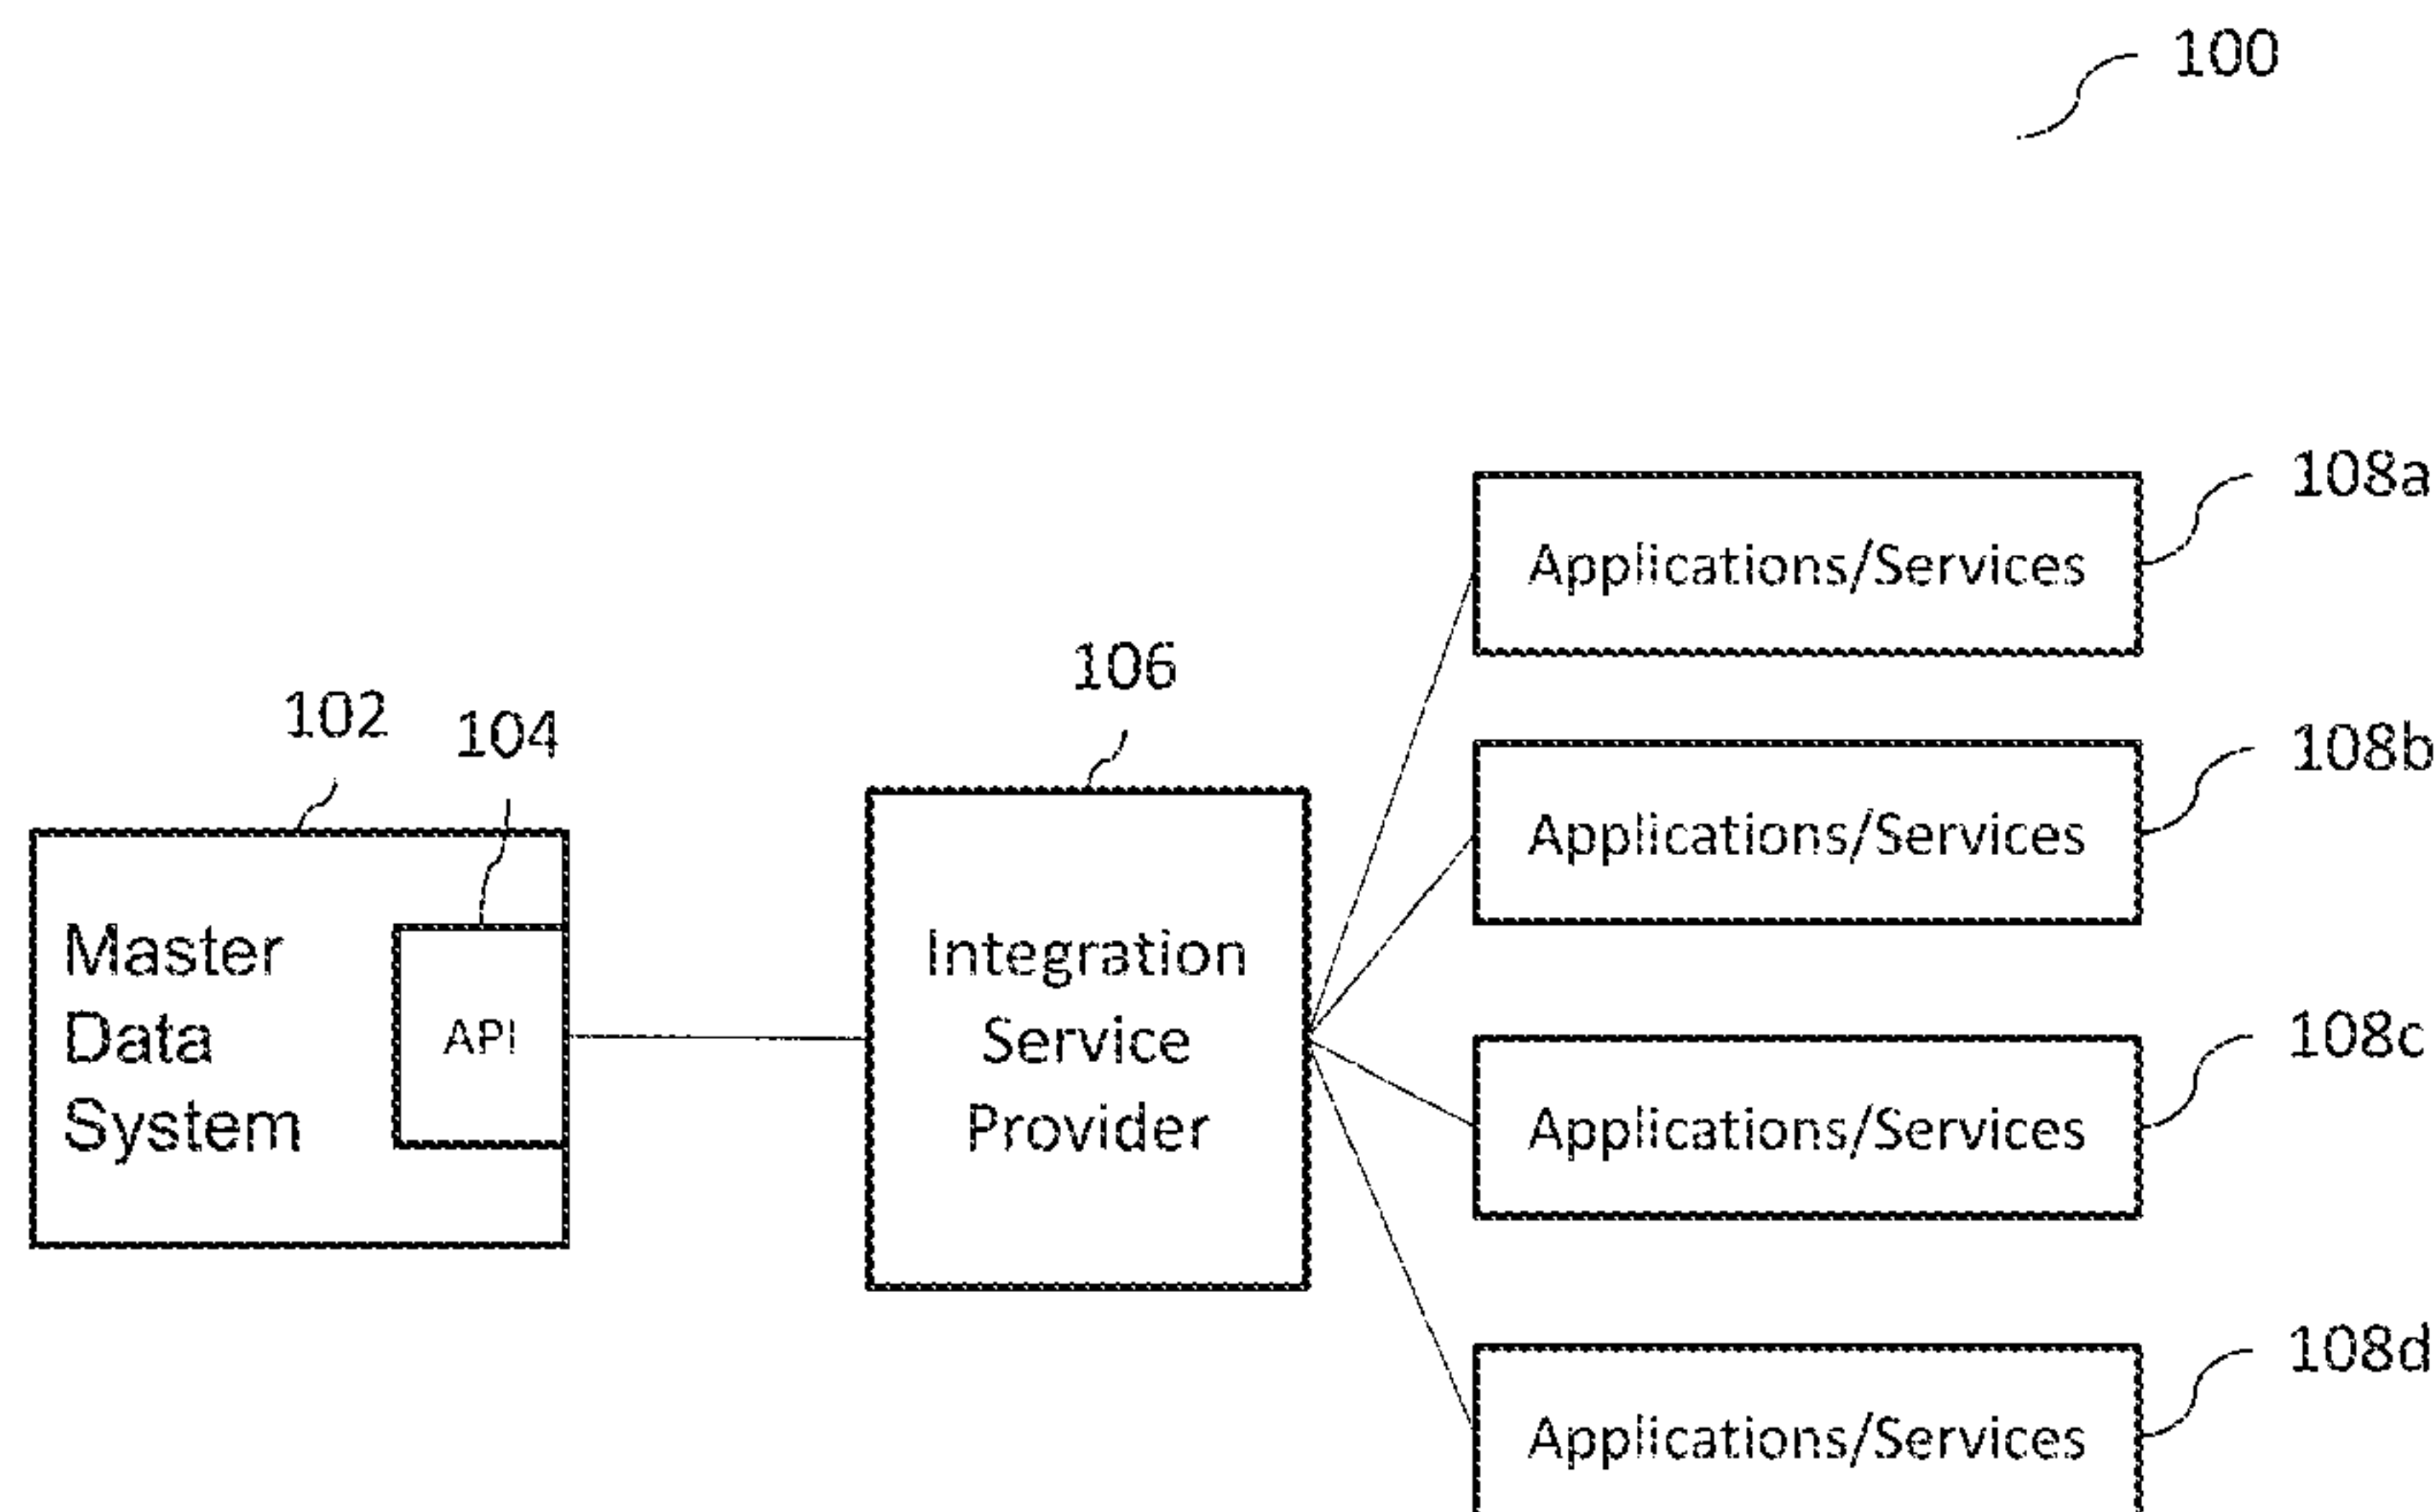 100
108a
Applications/Services
106
102
104
108b
Applications/Services
Master
Data
System
API
Integration
Service
Provider
108c
Applications/Services
108d
Applications/Services